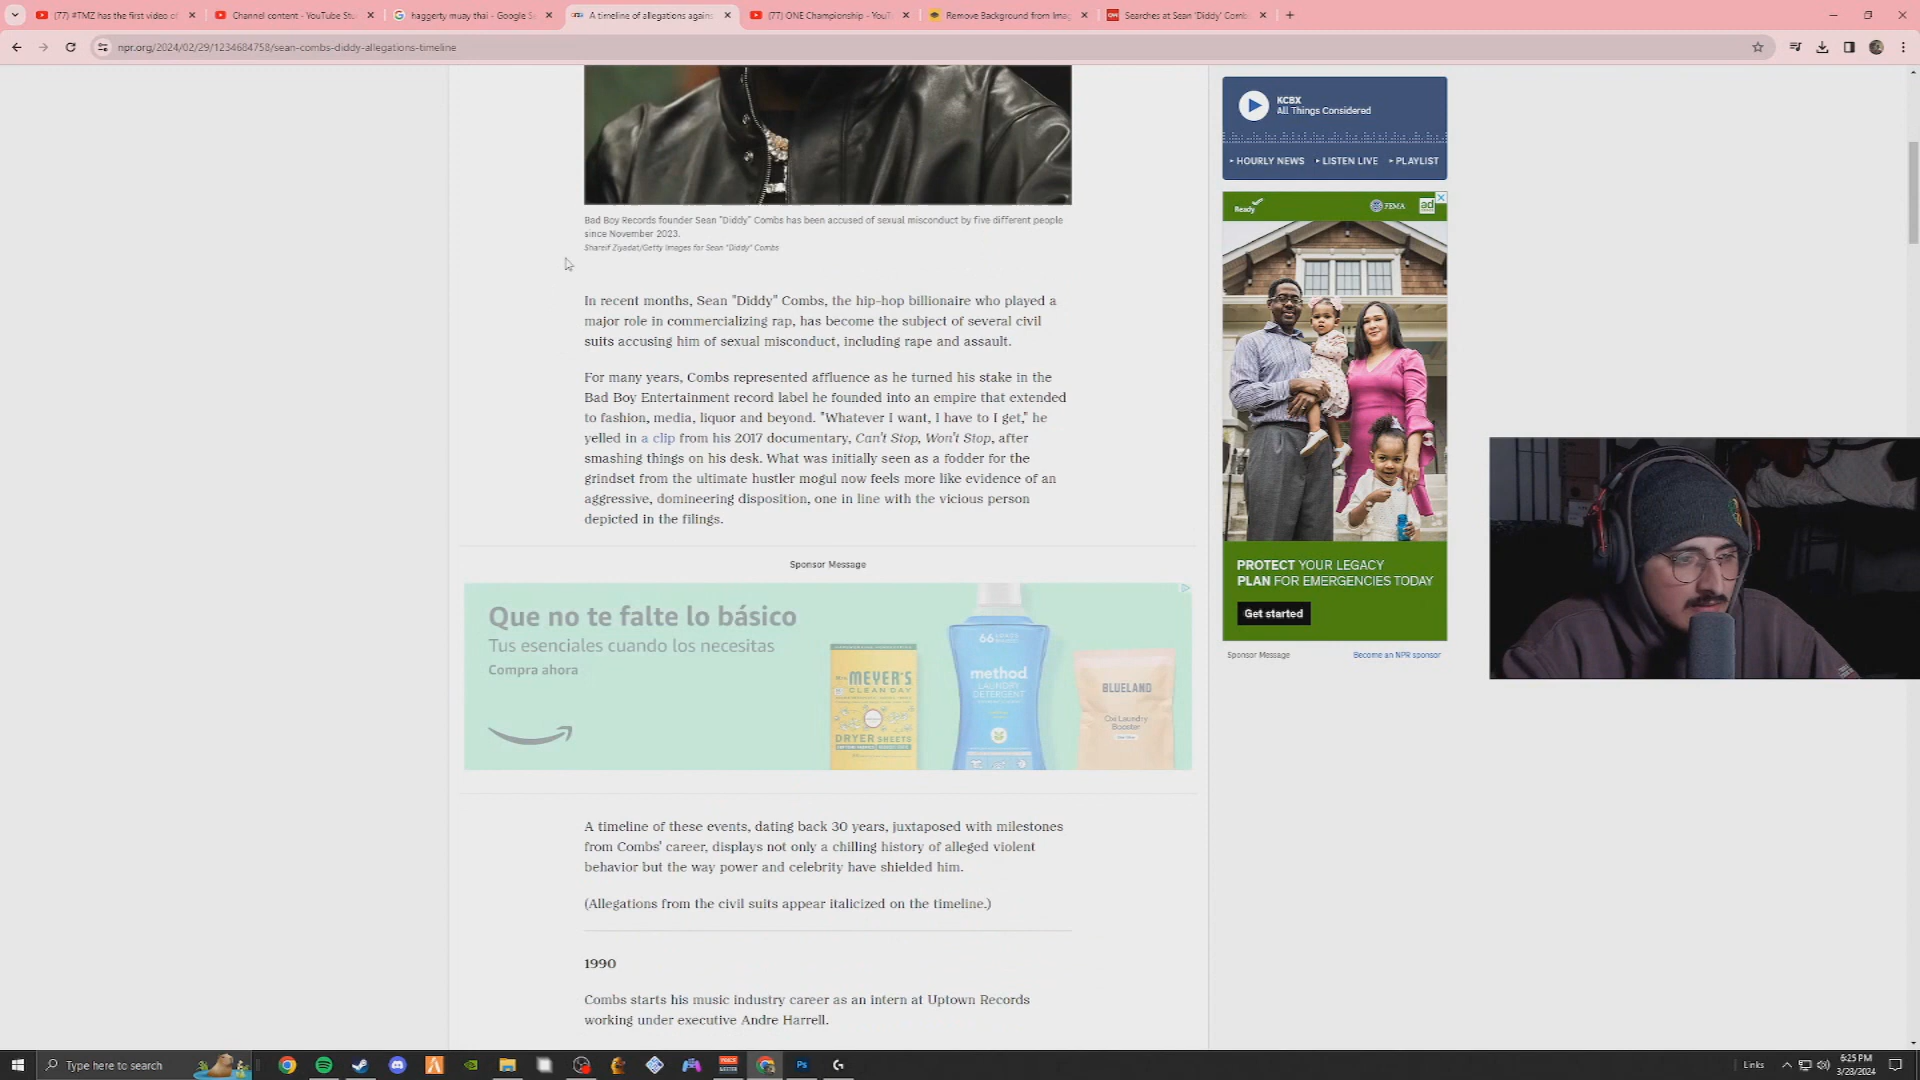 (77) #TMZ has the first video of
Channel content - YouTube Stu
haggerty muay thai - Google Se
A timeline of allegations agains
(77) ONE Championship - YouT
Remove Background from Imag
Searches at Sean 'Diddy' Comb
npr.org/2024/02/29/1234684758/sean-combs-diddy-allegations-timeline
Bad Boy Records founder Sean "Diddy" Combs has been accused of sexual misconduct by five different people
since November 2023.
Shareif Ziyadat/Getty Images for Sean "Diddy" Combs
In recent months, Sean "Diddy" Combs, the hip-hop billionaire who played a
major role in commercializing rap, has become the subject of several civil
suits accusing him of sexual misconduct, including rape and assault.
For many years, Combs represented affluence as he turned his stake in the
Bad Boy Entertainment record label he founded into an empire that extended
to fashion, media, liquor and beyond. "Whatever I want, I have to I get," he
yelled in a clip from his 2017 documentary, Can't Stop, Won't Stop, after
smashing things on his desk. What was initially seen as a fodder for the
grindset from the ultimate hustler mogul now feels more like evidence of an
aggressive, domineering disposition, one in line with the vicious person
depicted in the filings.
Sponsor Message
Que no te falte lo básico
Tus esenciales cuando los necesitas
Compra ahora
MEYER'S
CLEAN DAY
DRYER SHEETS
66
method
LAUNDRY
DETERGENT
BLUELAND
Oxi Laundry
Booster
A timeline of these events, dating back 30 years, juxtaposed with milestones
from Combs' career, displays not only a chilling history of alleged violent
behavior but the way power and celebrity have shielded him.
(Allegations from the civil suits appear italicized on the timeline.)
1990
Combs starts his music industry career as an intern at Uptown Records
working under executive Andre Harrell.
KCBX
All Things Considered
HOURLY NEWS
LISTEN LIVE
PLAYLIST
Ready
FEMA
ad
PROTECT YOUR LEGACY
PLAN FOR EMERGENCIES TODAY
Get started
Sponsor Message
Become an NPR sponsor
Type here to search
Ps
Links
6:25 PM
3/28/2024